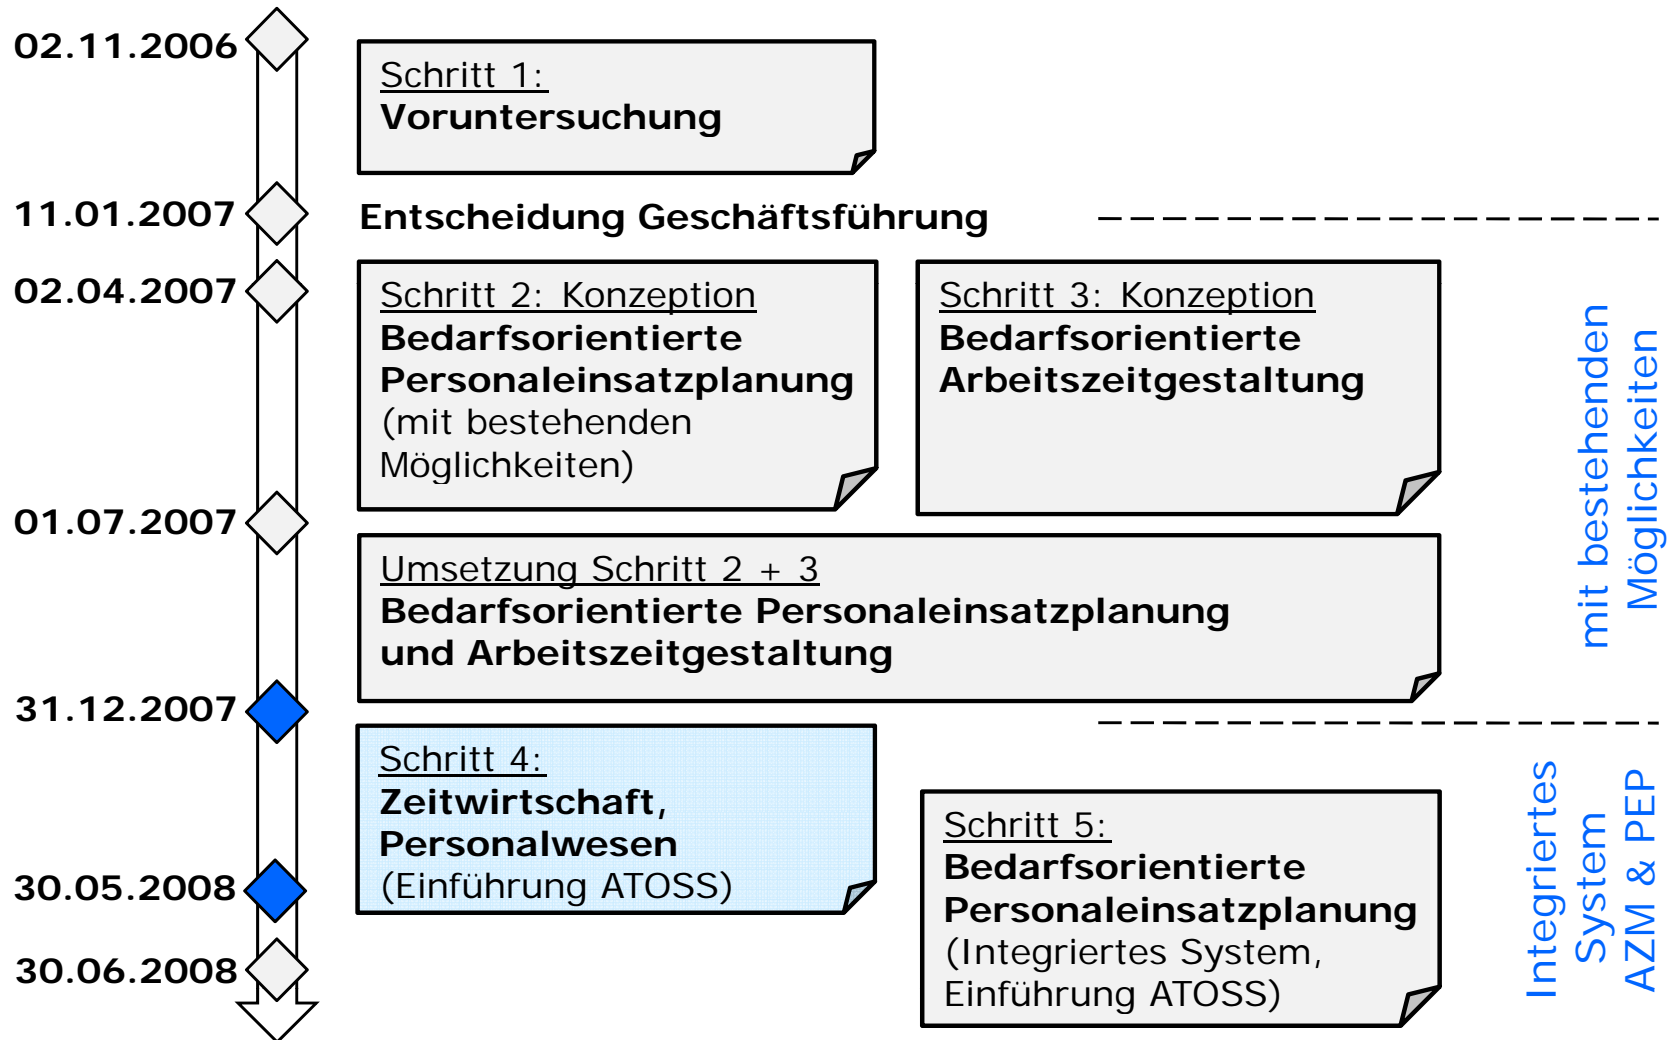 02.11.2006
Schritt 1:
Voruntersuchung
11.01.2007
Entscheidung Geschäftsführung
02.04.2007
Schritt 2: Konzeption
Bedarfsorientierte
Personaleinsatzplanung
(mit bestehenden
Möglichkeiten)
Schritt 3: Konzeption
Bedarfsorientierte
Arbeitszeitgestaltung
mit bestehenden
Möglichkeiten
01.07.2007
Umsetzung Schritt 2 + 3
Bedarfsorientierte Personaleinsatzplanung
und Arbeitszeitgestaltung
31.12.2007
Schritt 4:
Zeitwirtschaft,
Personalwesen
(Einführung ATOSS)
30.05.2008
Schritt 5:
Bedarfsorientierte
Personaleinsatzplanung
(Integriertes System,
Einführung ATOSS)
Integriertes
System
AZM & PEP
30.06.2008